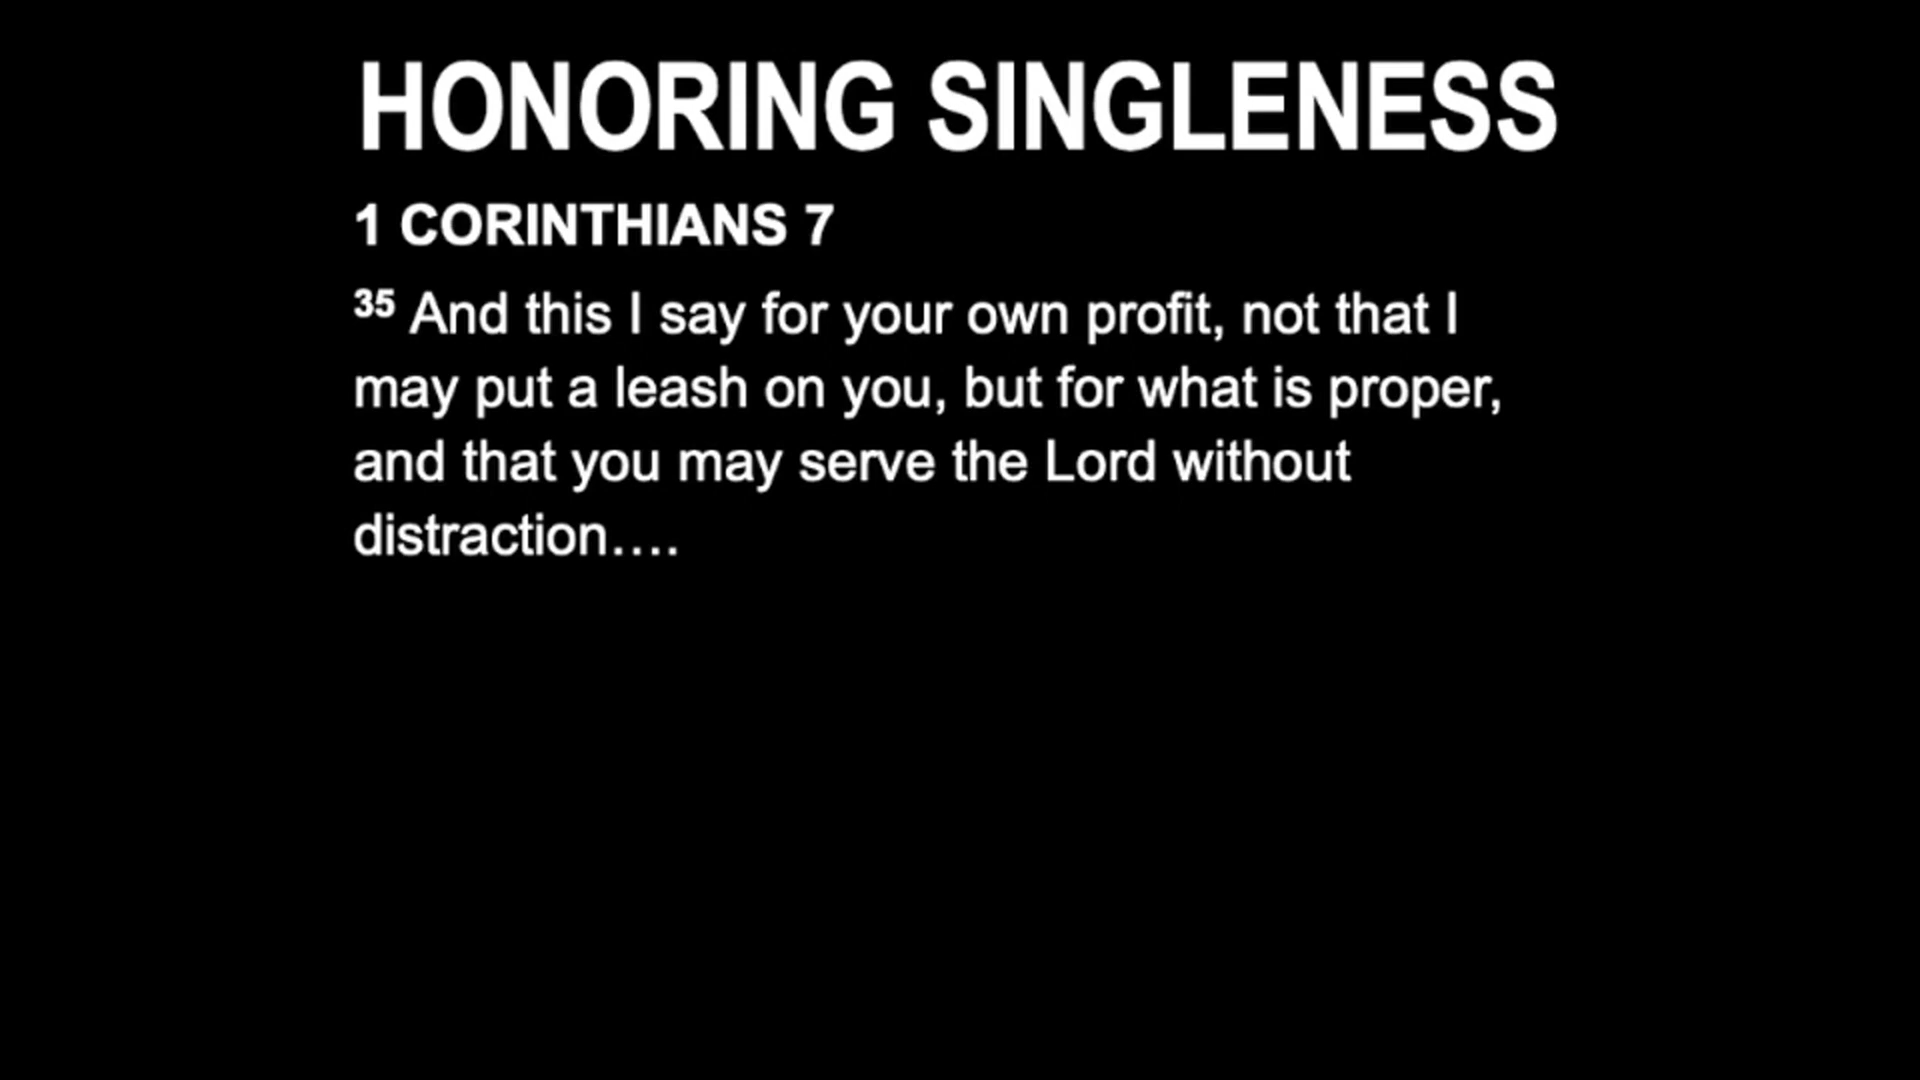 HONORING SINGLENESS
1 CORINTHIANS 7
35 And this I say for your own profit, not that I
may put a leash on you, but for what is proper,
and that you may serve the Lord without
distraction….